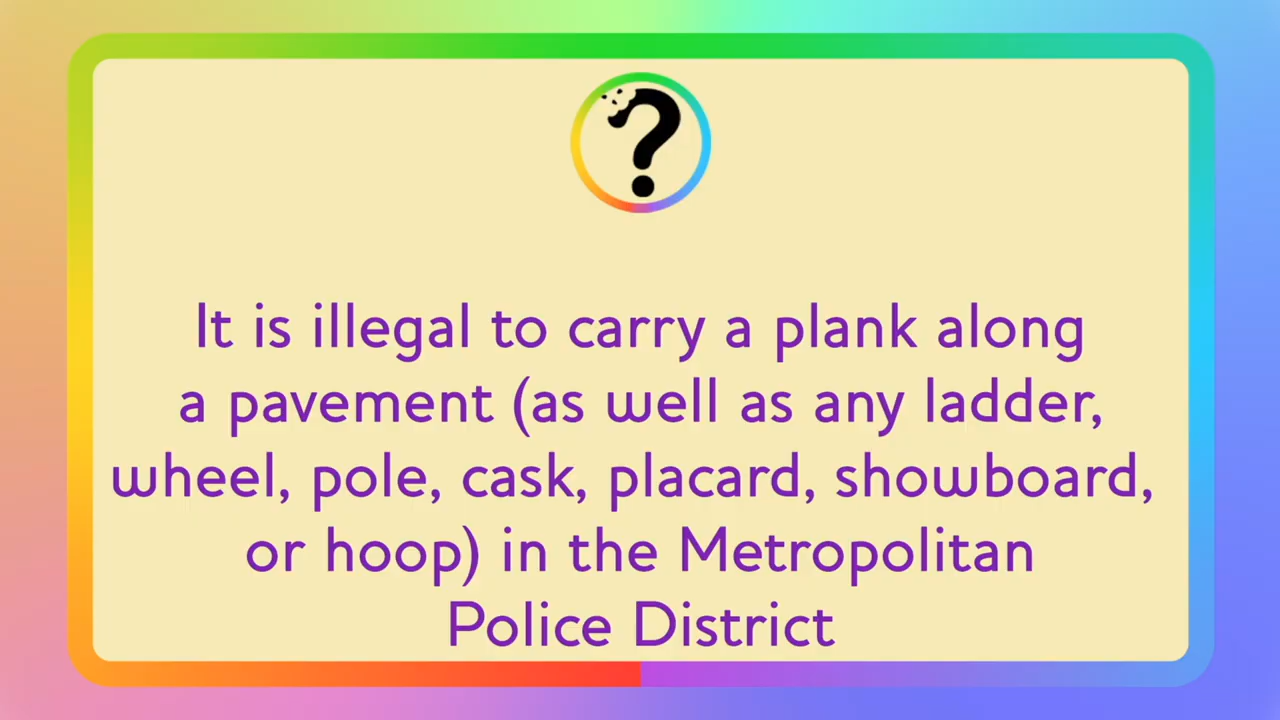 It is illegal to carry a plank along
a pavement (as well as any ladder,
wheel, pole, cask, placard, showboard,
or hoop) in the Metropolitan
Police District